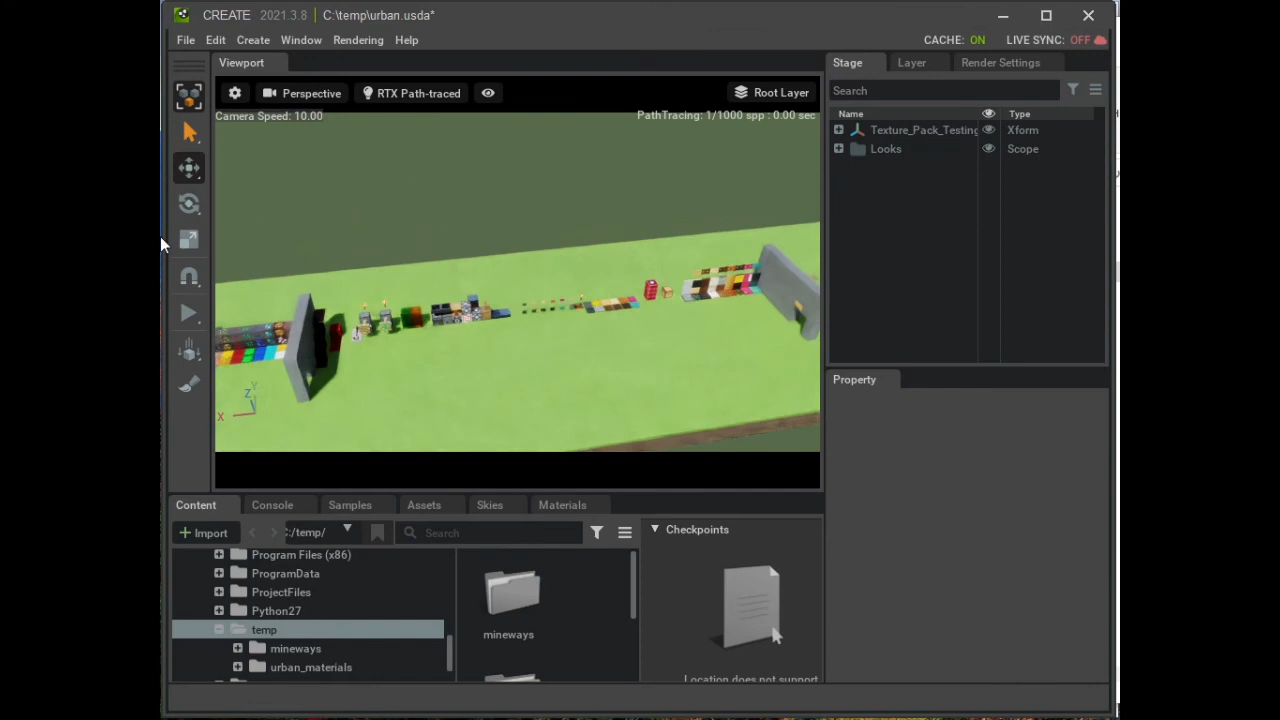 CREATE 2021.3.8 | C:\temp\urban.usda*
File Edit Create Window Rendering Help
CACHE: ON LIVE SYNC: OFF
Viewport
Perspective
RTX Path-traced
Root Layer
Camera Speed: 10.00
PathTracing: 1/1000 spp : 0.00 sec
X
Z
Y
Stage Layer Render Settings
Search
Name Type
Texture_Pack_Testing Xform
Looks Scope
Property
Content Console Samples Assets Skies Materials
Import
:/temp/
Search
Program Files (x86)
ProgramData
ProjectFiles
Python27
temp
mineways
urban_materials
mineways
Checkpoints
Location does not support